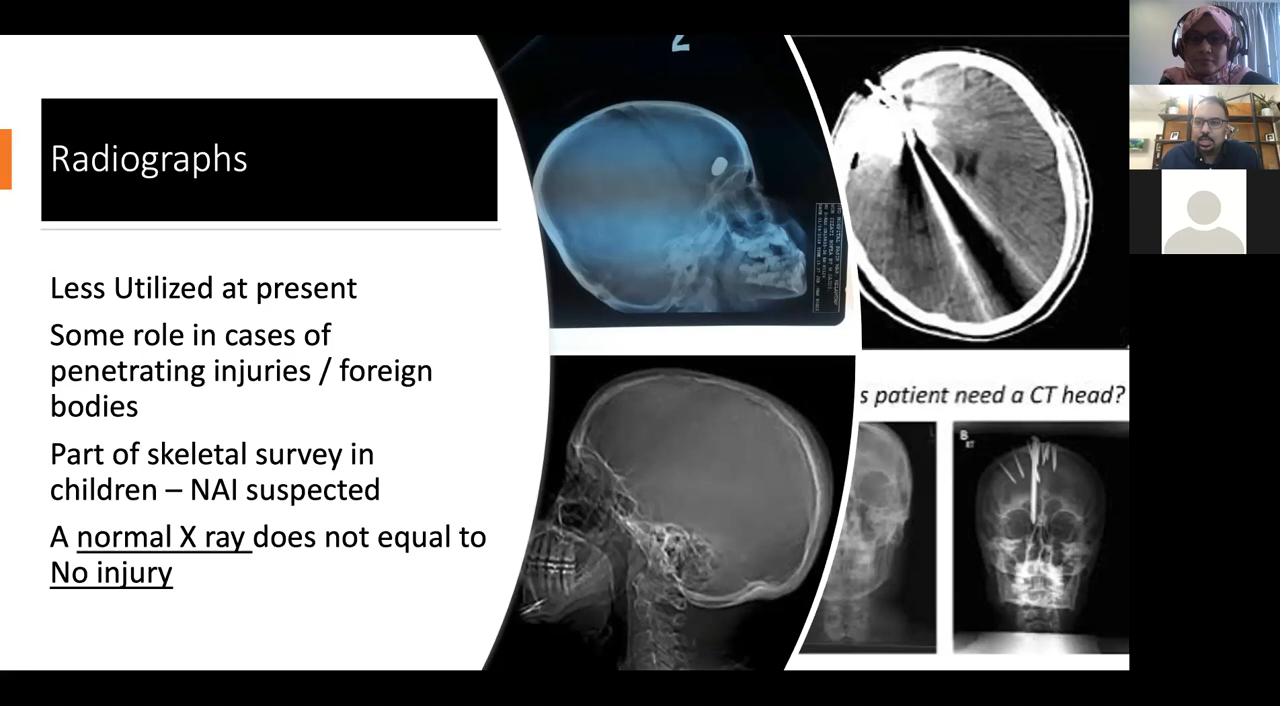 Radiographs
Less Utilized at present
Some role in cases of
penetrating injuries / foreign
bodies
Part of skeletal survey in
children – NAI suspected
A normal X ray does not equal to
No injury
s patient need a CT head?